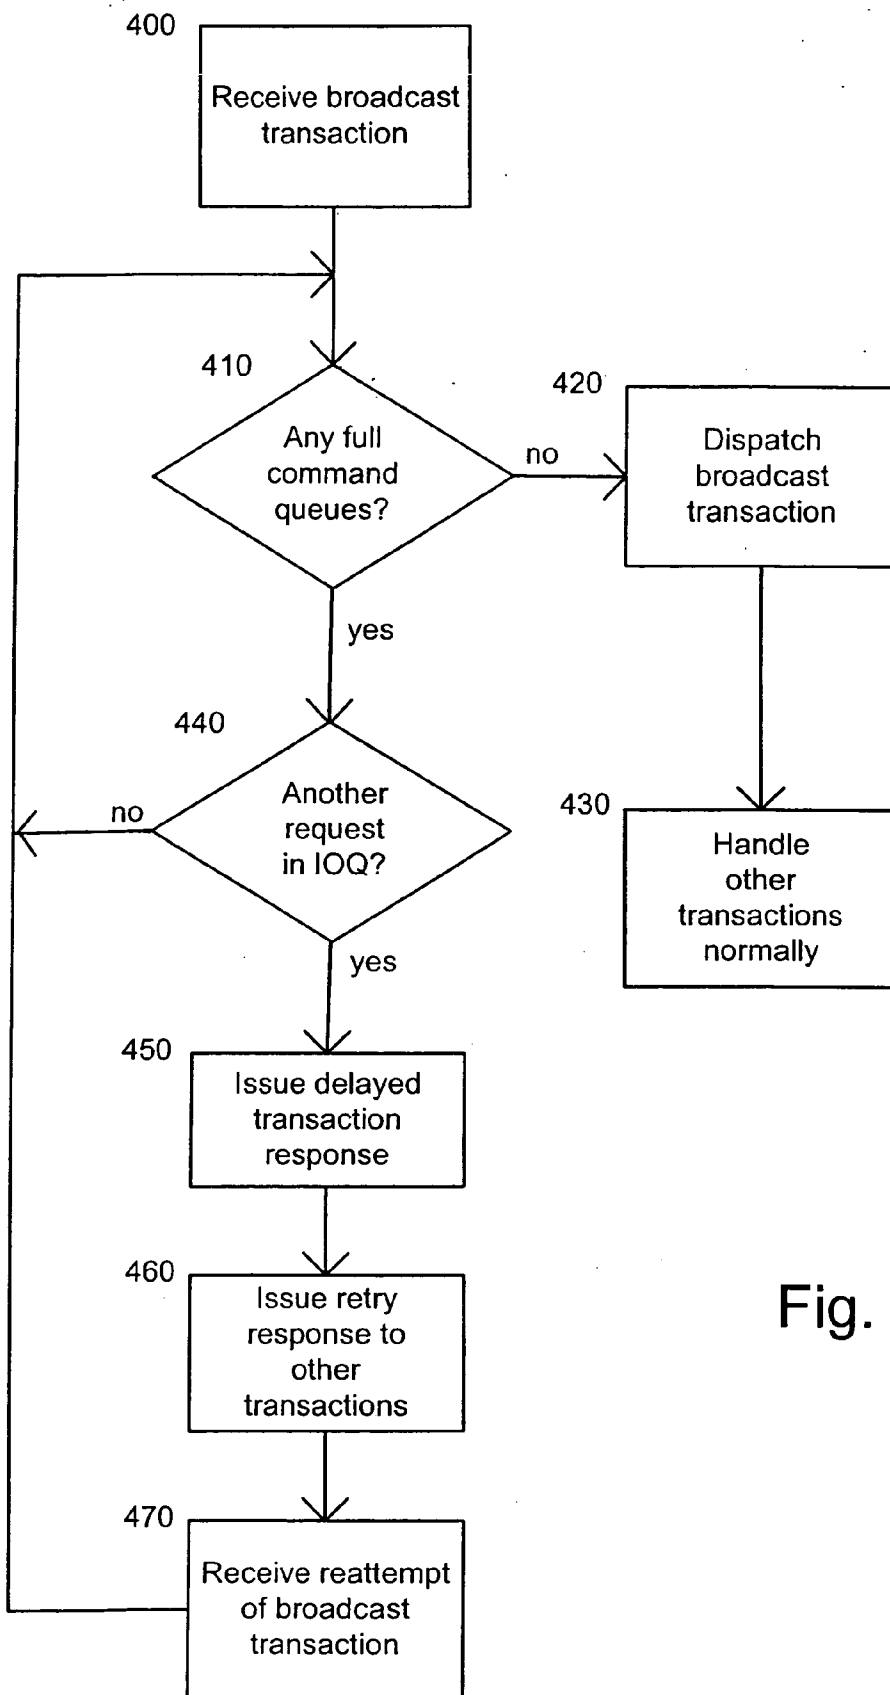 400
Receive broadcast
transaction
410
Any full
command
queues?
no
420
Dispatch
broadcast
transaction
yes
440
Another
request
in IOQ?
no
430
Handle
other
transactions
normally
yes
450
Issue delayed
transaction
response
460
Issue retry
response to
other
transactions
Fig.
470
Receive reattempt
of broadcast
transaction